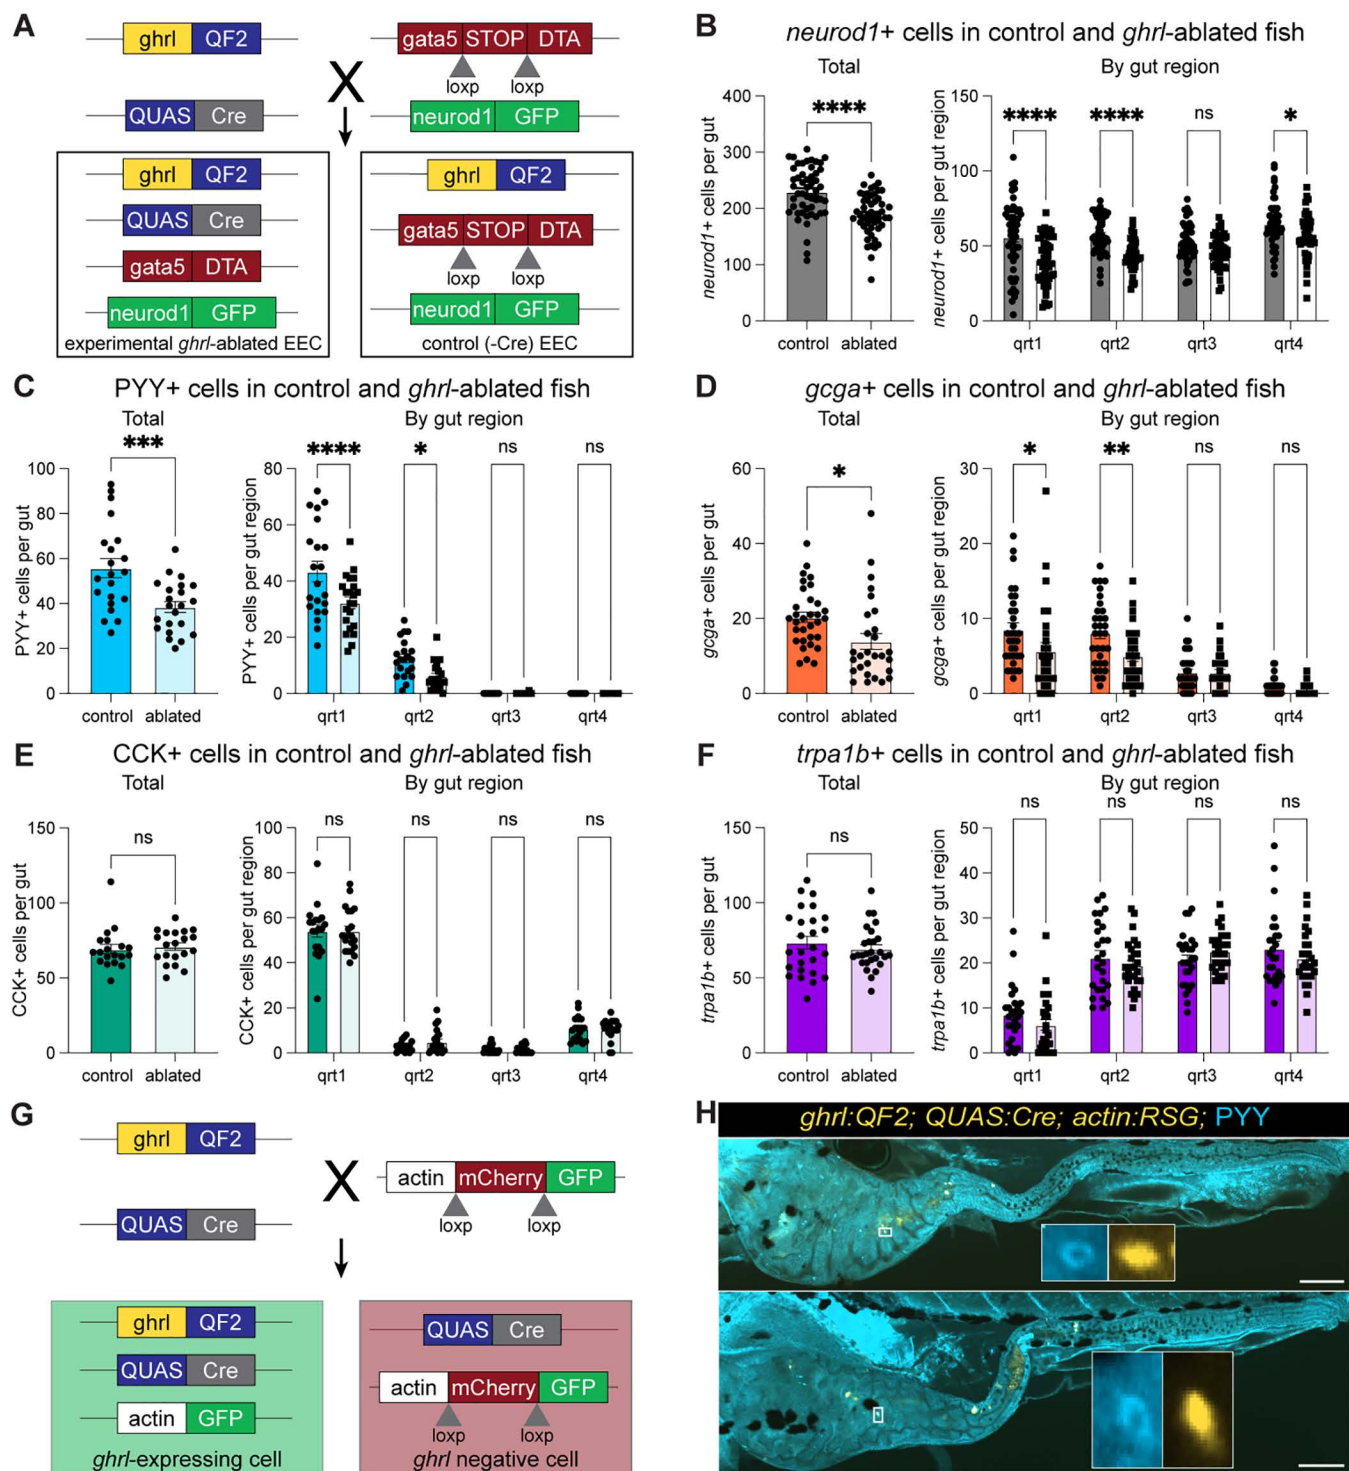 A
ghrl QF2
gata5 STOP DTA
loxp loxp
X
QUAS Cre
neurod1 GFP
ghrl QF2
QUAS Cre
gata5 DTA
neurod1 GFP
experimental ghrl-ablated EEC
ghrl QF2
gata5 STOP DTA
loxp loxp
neurod1 GFP
control (-Cre) EEC
B
neurod1+ cells in control and ghrl-ablated fish
Total
By gut region
neurod1+ cells per gut
400
300
200
100
0
****
control ablated
neurod1+ cells per gut region
150
100
50
0
**** **** ns *
qrt1 qrt2 qrt3 qrt4
C
PYY+ cells in control and ghrl-ablated fish
Total
By gut region
PYY+ cells per gut
100
80
60
40
20
0
***
control ablated
PYY+ cells per gut region
80
60
40
20
0
**** * ns ns
qrt1 qrt2 qrt3 qrt4
D
gcga+ cells in control and ghrl-ablated fish
Total
By gut region
gcga+ cells per gut
60
40
20
0
*
control ablated
gcga+ cells per gut region
30
20
10
0
* ** ns ns
qrt1 qrt2 qrt3 qrt4
E
CCK+ cells in control and ghrl-ablated fish
Total
By gut region
CCK+ cells per gut
150
100
50
0
ns
control ablated
CCK+ cells per gut region
100
80
60
40
20
0
ns ns ns ns
qrt1 qrt2 qrt3 qrt4
F
trpa1b+ cells in control and ghrl-ablated fish
Total
By gut region
trpa1b+ cells per gut
150
100
50
0
ns
control ablated
trpa1b+ cells per gut region
50
40
30
20
10
0
ns ns ns ns
qrt1 qrt2 qrt3 qrt4
G
ghrl QF2
X
actin mCherry GFP
loxp loxp
QUAS Cre
ghrl QF2
QUAS Cre
actin GFP
ghrl-expressing cell
QUAS Cre
actin mCherry GFP
loxp loxp
ghrl negative cell
H
ghrl:QF2; QUAS:Cre; actin:RSG; PYY